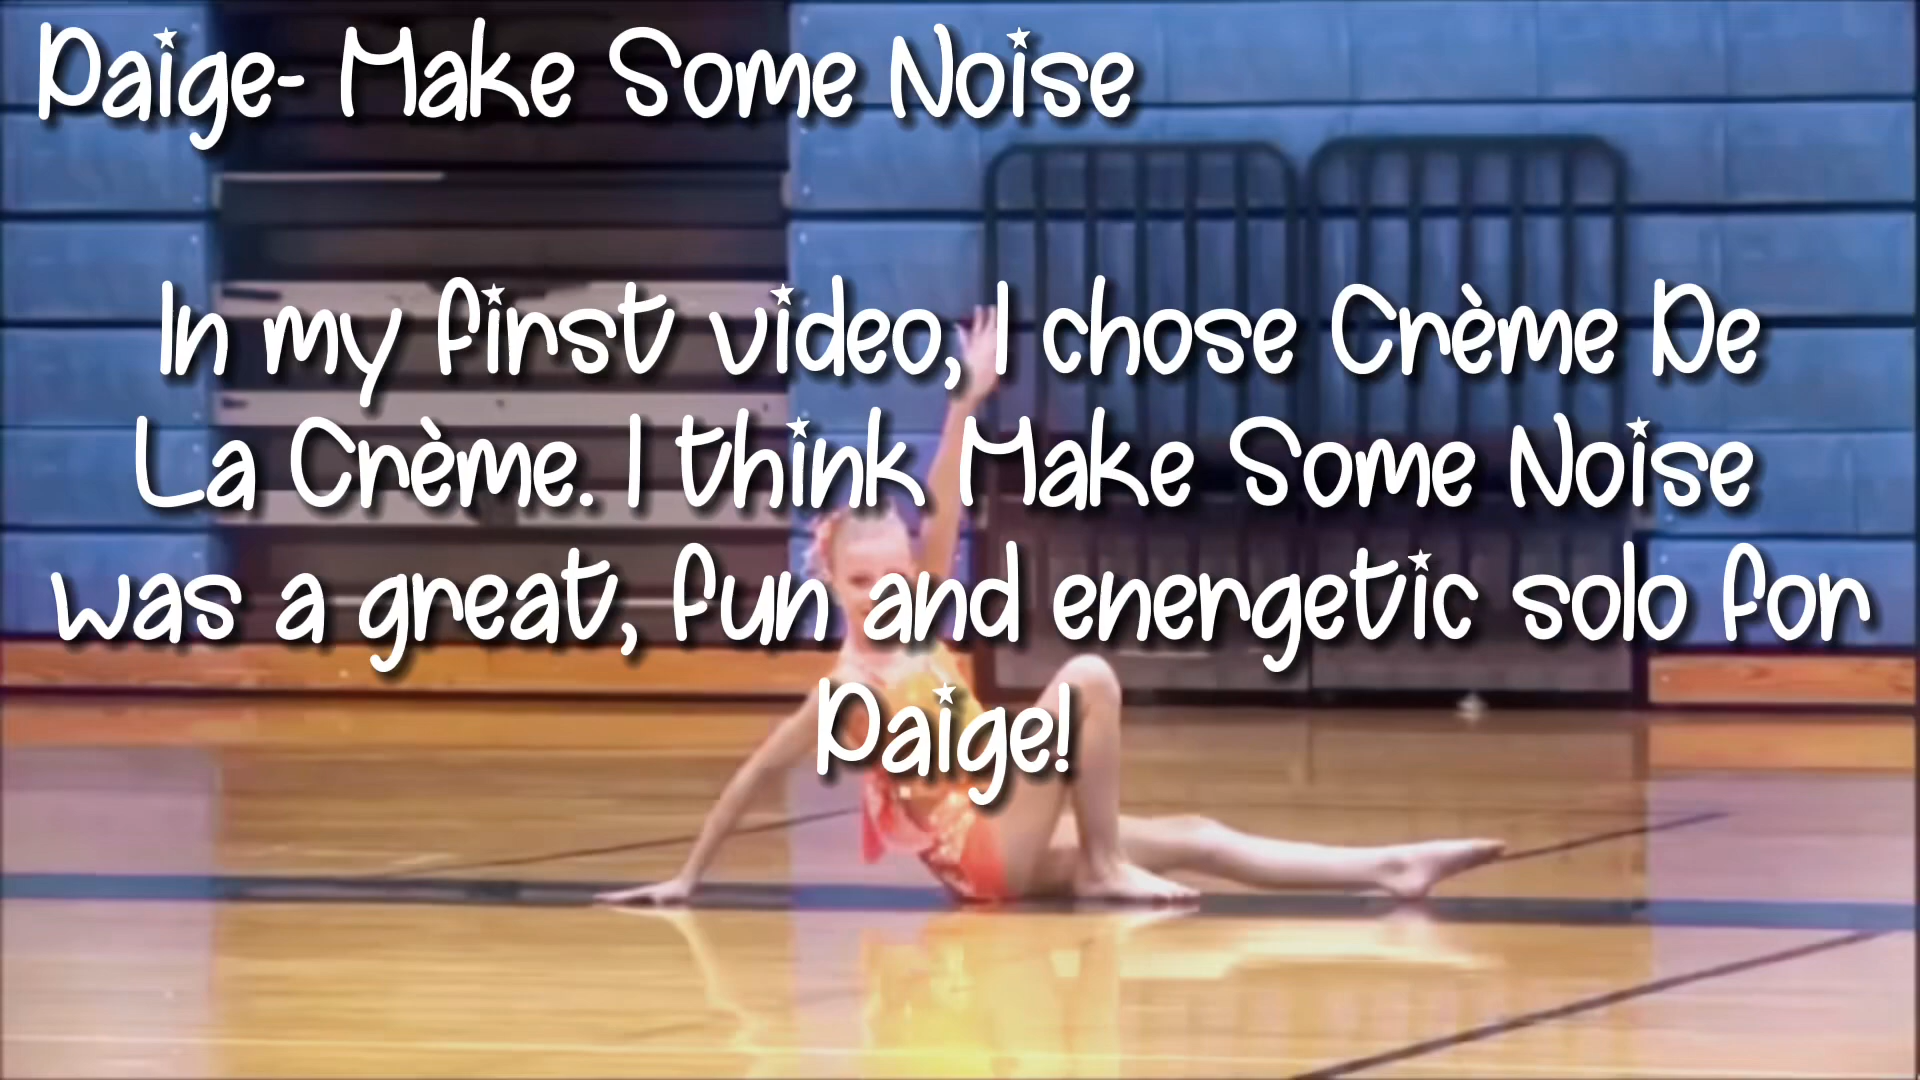 Paige- Make Some Noise
In my first video, I chose Crème De
La Crème. I think Make Some Noise
was a great, fun and energetic solo for
Paige!